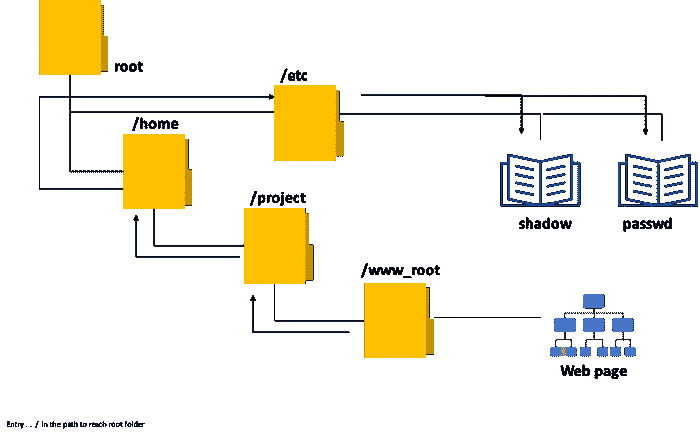 root
/etc
/home
shadow
passwd
/project
/www_root
Web page
Entry . . / in the path to reach root folder